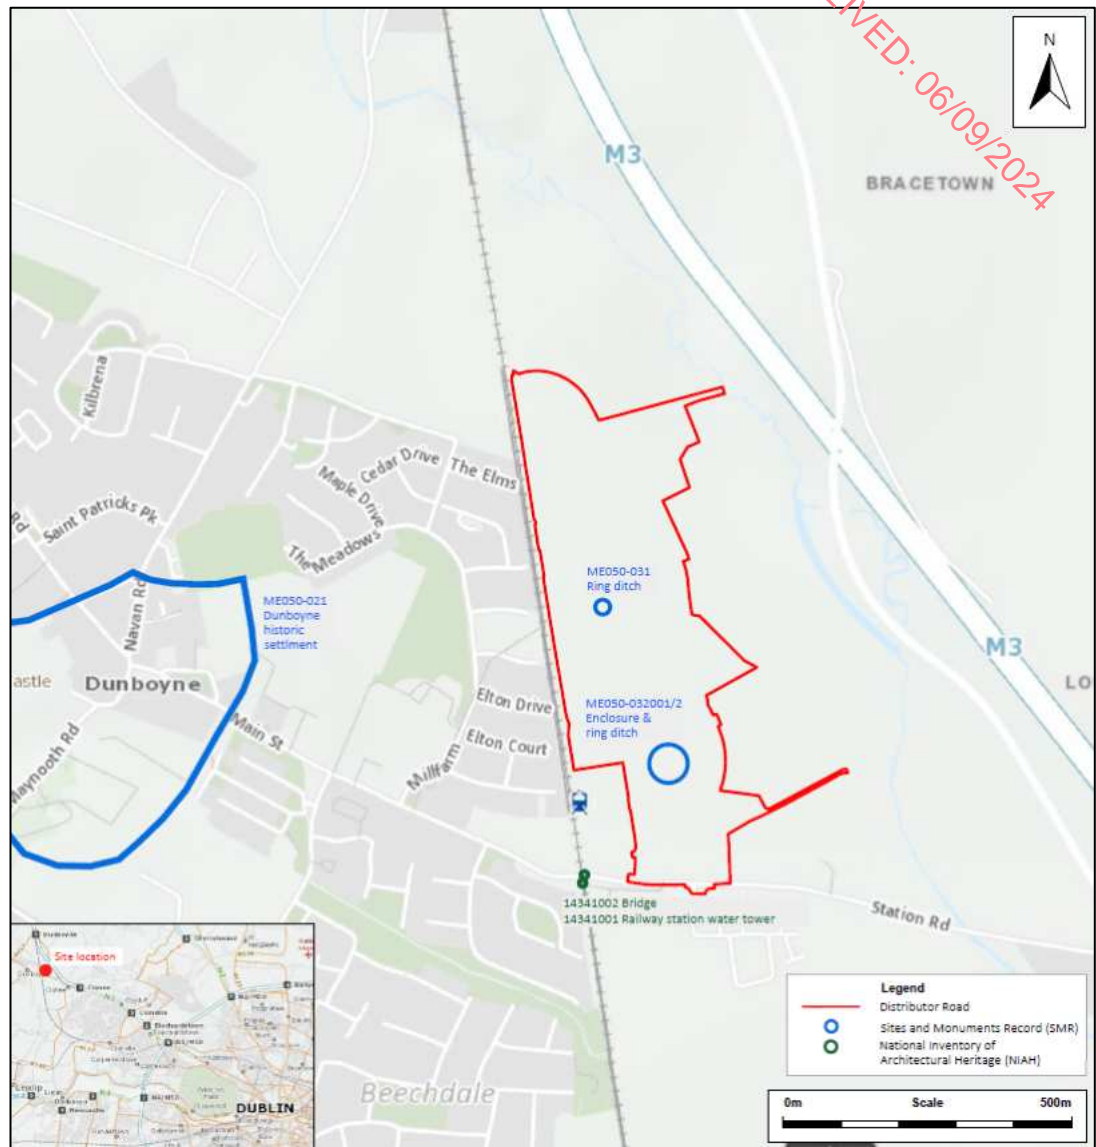 IVED: 06/09/2024
N
M3
BRACETOWN
Kilbrena
Cedar Drive
The Elms
Maple Drive
Saint Patricks Pk
Rd
The Meadows
ME050-031
Ring ditch
ME050-021
Dunboyne
historic
settlment
Navan Rd
M3
LO
astle
Dunboyne
ME050-032001/2
Enclosure &
ring ditch
Elton Drive
Main St
Elton Court
Maynooth Rd
Millfarm
14341002 Bridge
14341001 Railway station water tower
Station Rd
Site location
DUBLIN
Beechdale
Legend
Distributor Road
Sites and Monuments Record (SMR)
National Inventory of
Architectural Heritage (NIAH)
0m Scale 500m